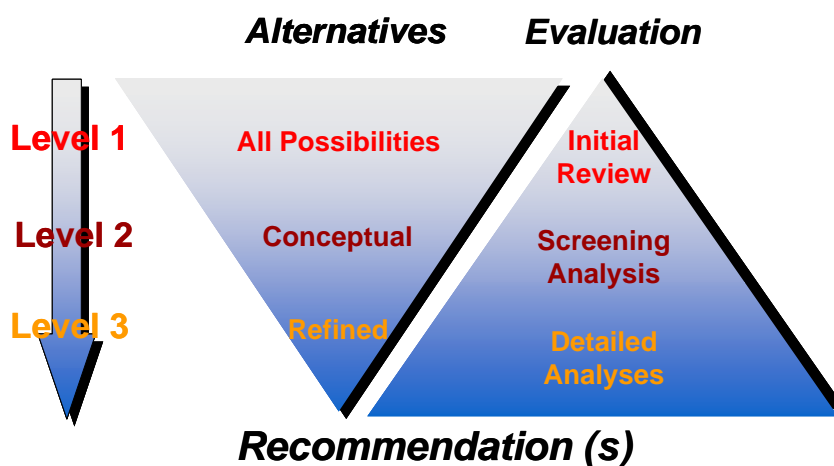 Alternatives
Evaluation
Level 1
All Possibilities
Initial
Review
Level 2
Conceptual
Screening
Analysis
Level 3
Refined
Detailed
Analyses
Recommendation (s)